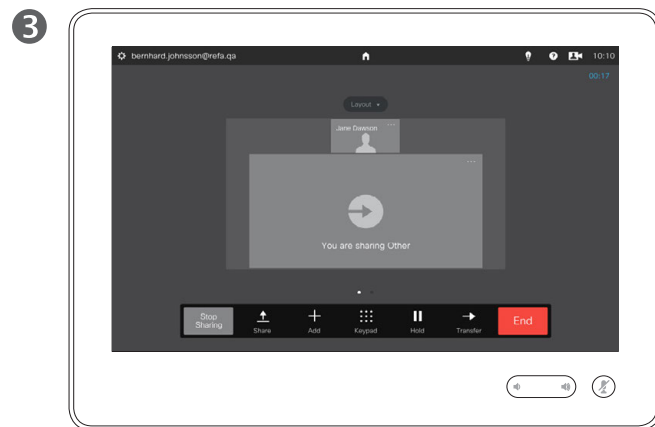 3
bernhard.johnsson@refa.qa
10:10
00:17
Layout
Jane Dawson
You are sharing Other
Stop
Sharing
Share
Add
Keypad
Hold
Transfer
End